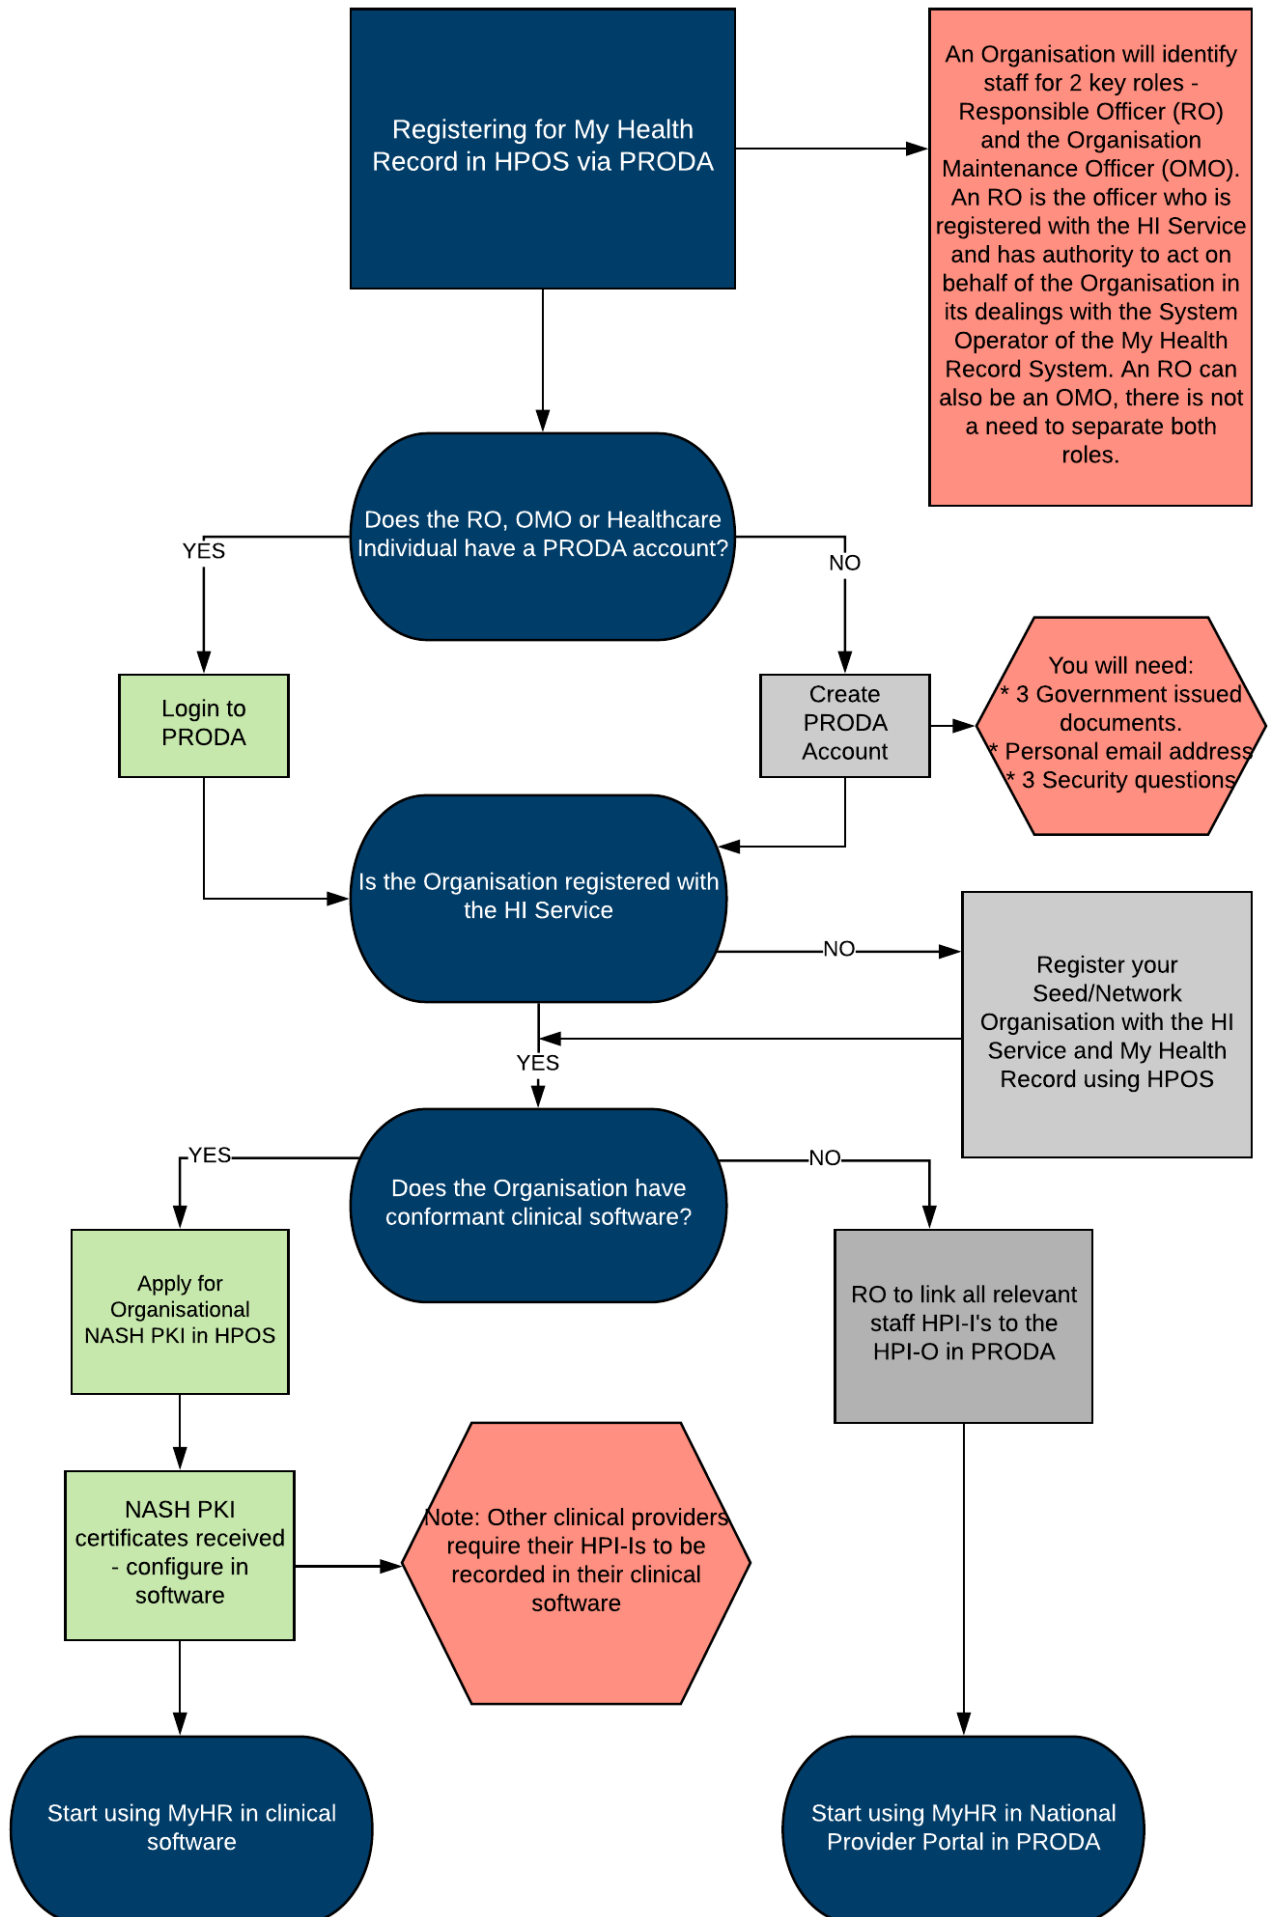 Registering for My Health
Record in HPOS via PRODA
An Organisation will identify
staff for 2 key roles -
Responsible Officer (RO)
and the Organisation
Maintenance Officer (OMO).
An RO is the officer who is
registered with the HI Service
and has authority to act on
behalf of the Organisation in
its dealings with the System
Operator of the My Health
Record System. An RO can
also be an OMO, there is not
a need to separate both
roles.
Does the RO, OMO or Healthcare
Individual have a PRODA account?
YES
NO
Login to
PRODA
Create
PRODA
Account
You will need:
* 3 Government issued
documents.
* Personal email address
* 3 Security questions
Is the Organisation registered with
the HI Service
NO
Register your
Seed/Network
Organisation with the HI
Service and My Health
Record using HPOS
YES
Does the Organisation have
conformant clinical software?
YES
NO
Apply for
Organisational
NASH PKI in HPOS
RO to link all relevant
staff HPI-I's to the
HPI-O in PRODA
NASH PKI
certificates received
- configure in
software
Note: Other clinical providers
require their HPI-Is to be
recorded in their clinical
software
Start using MyHR in clinical
software
Start using MyHR in National
Provider Portal in PRODA